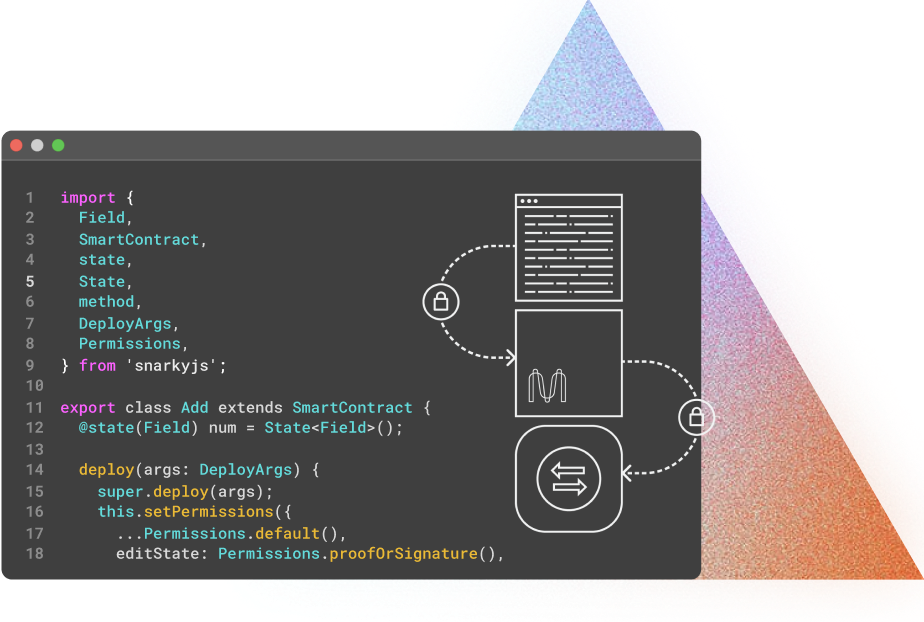 1 import {
2 Field,
3 SmartContract,
4 state,
5 State,
6 method,
7 DeployArgs,
8 Permissions,
9 } from 'snarkyjs';
10
11 export class Add extends SmartContract {
12 @state(Field) num = State<Field>();
13
14 deploy(args: DeployArgs) {
15 super.deploy(args);
16 this.setPermissions({
17 ...Permissions.default(),
18 editState: Permissions.proofOrSignature(),